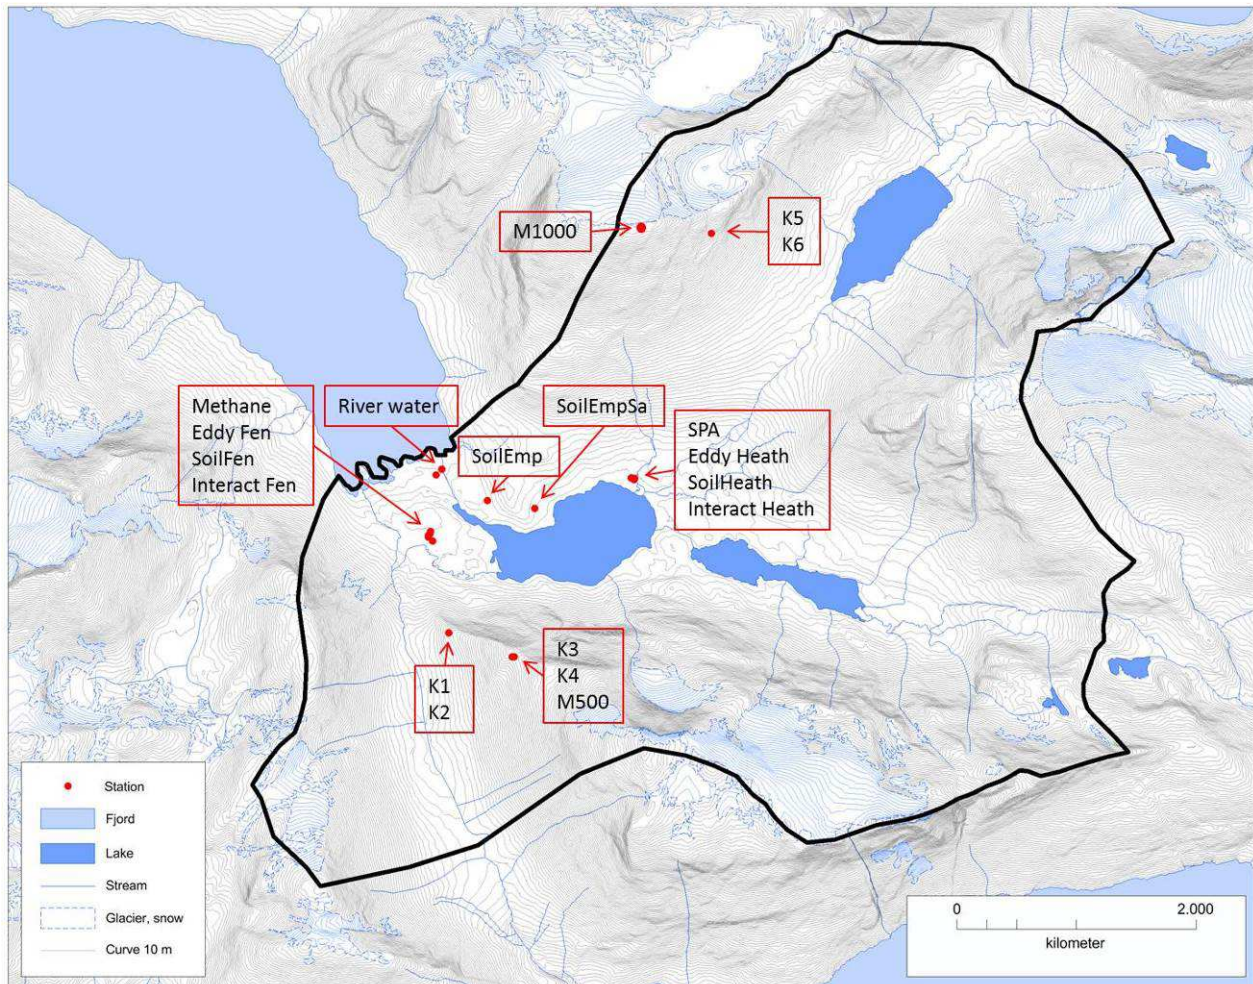 M1000
K5
K6
Methane
Eddy Fen
SoilFen
Interact Fen
River water
SoilEmp
SoilEmpSa
SPA
Eddy Heath
SoilHeath
Interact Heath
K1
K2
K3
K4
M500
Station
Fjord
Lake
Stream
Glacier, snow
Curve 10 m
0 2.000
kilometer